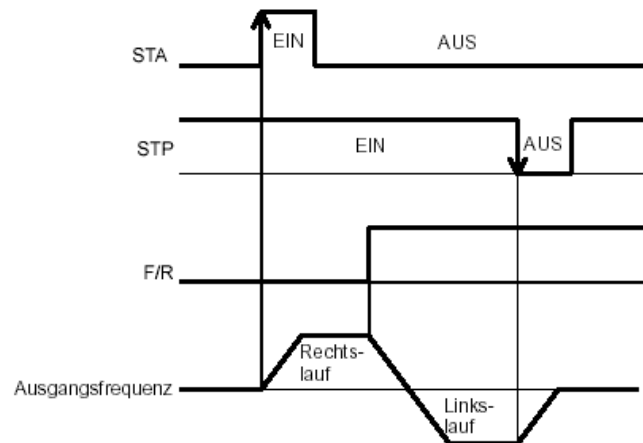 EIN
AUS
STA
EIN
AUS
STP
F/R
Rechts-
lauf
Ausgangsfrequenz
Links-
lauf